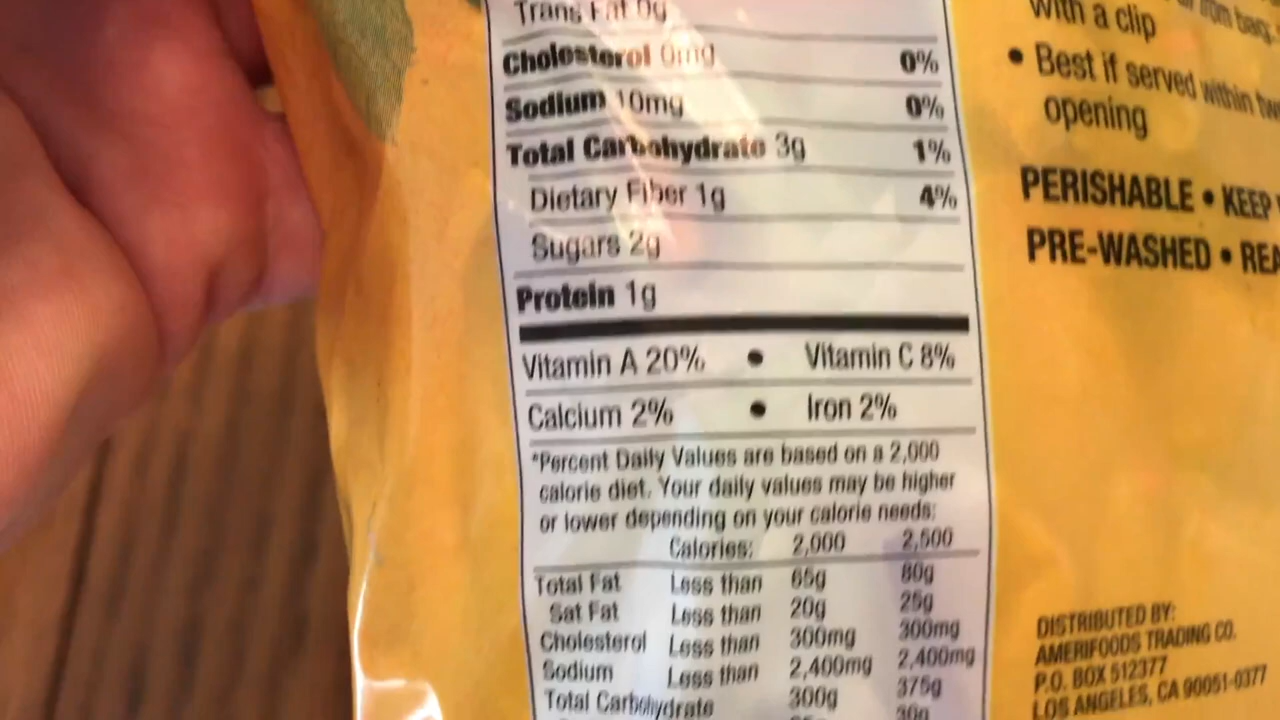 Trans Fat 0g
Cholesterol 0mg 0%
Sodium 10mg 0%
Total Carbohydrate 3g 1%
Dietary Fiber 1g 4%
Sugars 2g
Protein 1g
Vitamin A 20% • Vitamin C 8%
Calcium 2% • Iron 2%
*Percent Daily Values are based on a 2,000
calorie diet. Your daily values may be higher
or lower depending on your calorie needs:
Calories: 2,000 2,500
Total Fat Less than 65g 80g
Sat Fat Less than 20g 25g
Cholesterol Less than 300mg 300mg
Sodium Less than 2,400mg 2,400mg
Total Carbohydrate 300g 375g
30g
from bag
with a clip
• Best if served within
opening
PERISHABLE • KEEP
PRE-WASHED •
DISTRIBUTED BY:
AMERIFOODS TRADING CO.
P.O. BOX 512377
LOS ANGELES, CA 90051-0377